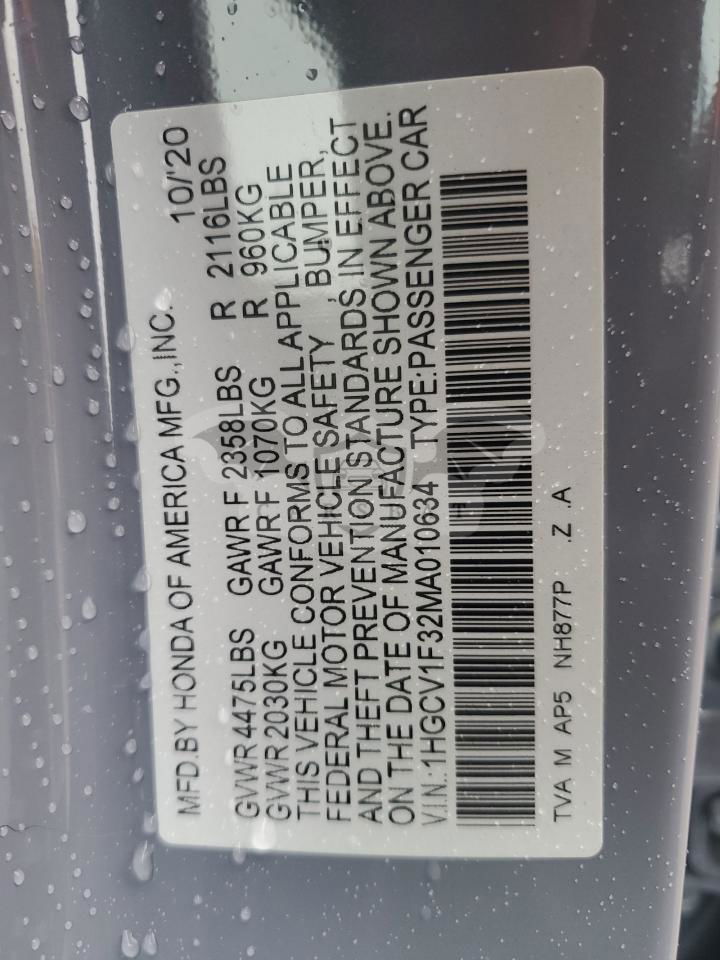 MFD.BY HONDA OF AMERICA MFG.,INC. 10/'20
GVWR 4475LBS GAWR F 2358LBS R 2116LBS
GVWR 2030KG GAWR F 1070KG R 960KG
THIS VEHICLE CONFORMS TO ALL APPLICABLE
FEDERAL MOTOR VEHICLE SAFETY, BUMPER,
AND THEFT PREVENTION STANDARDS IN EFFECT
ON THE DATE OF MANUFACTURE SHOWN ABOVE.
V.I.N.:1HGCV1F32MA010634 TYPE:PASSENGER CAR
TVA M AP5 NH877P .Z .A